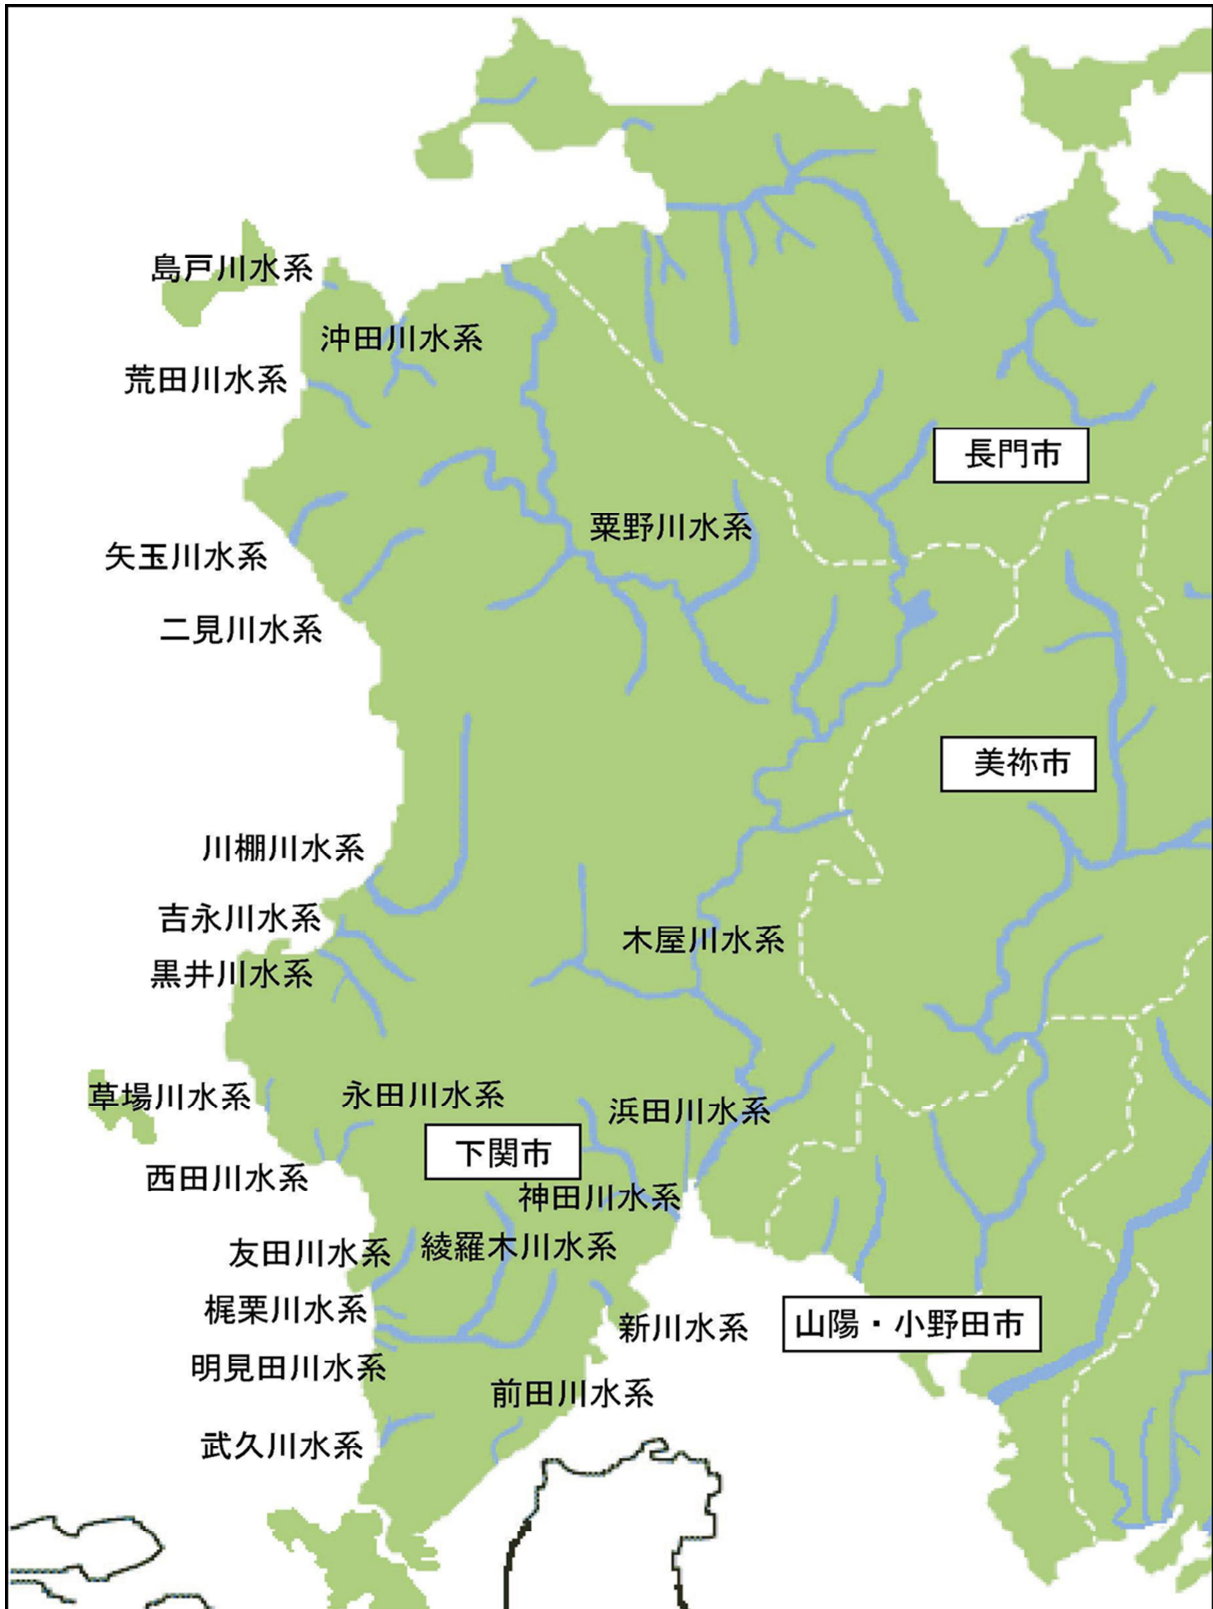 島戸川水系
沖田川水系
荒田川水系
長門市
粟野川水系
矢玉川水系
二見川水系
美祢市
川棚川水系
吉永川水系
木屋川水系
黒井川水系
草場川水系
永田川水系
浜田川水系
下関市
西田川水系
神田川水系
友田川水系
綾羅木川水系
梶栗川水系
新川水系
山陽・小野田市
明見田川水系
前田川水系
武久川水系